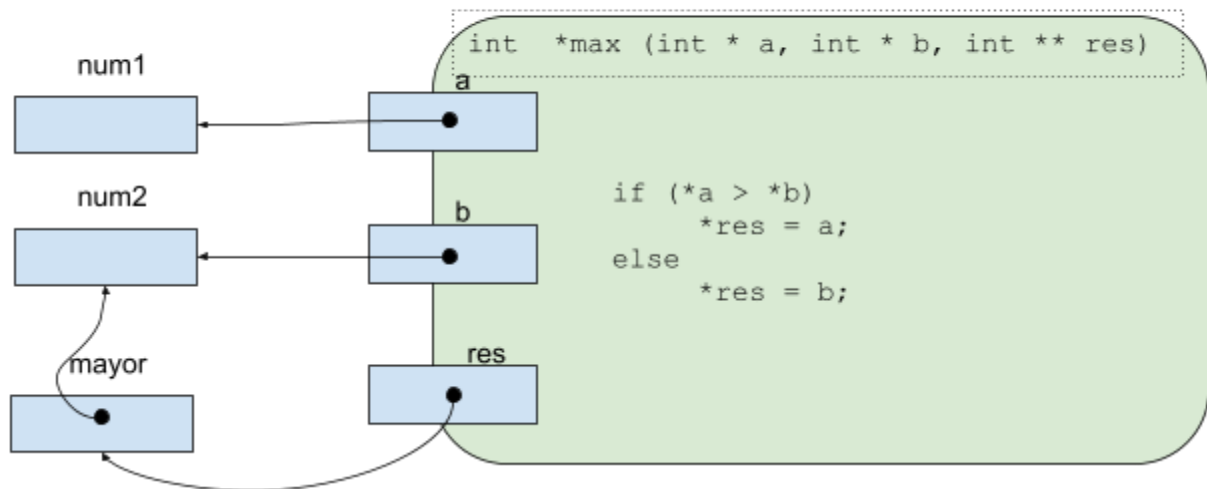 int  *max (int * a, int * b, int ** res)
num1
a
num2
b
if (*a > *b)
*res = a;
else
*res = b;
mayor
res